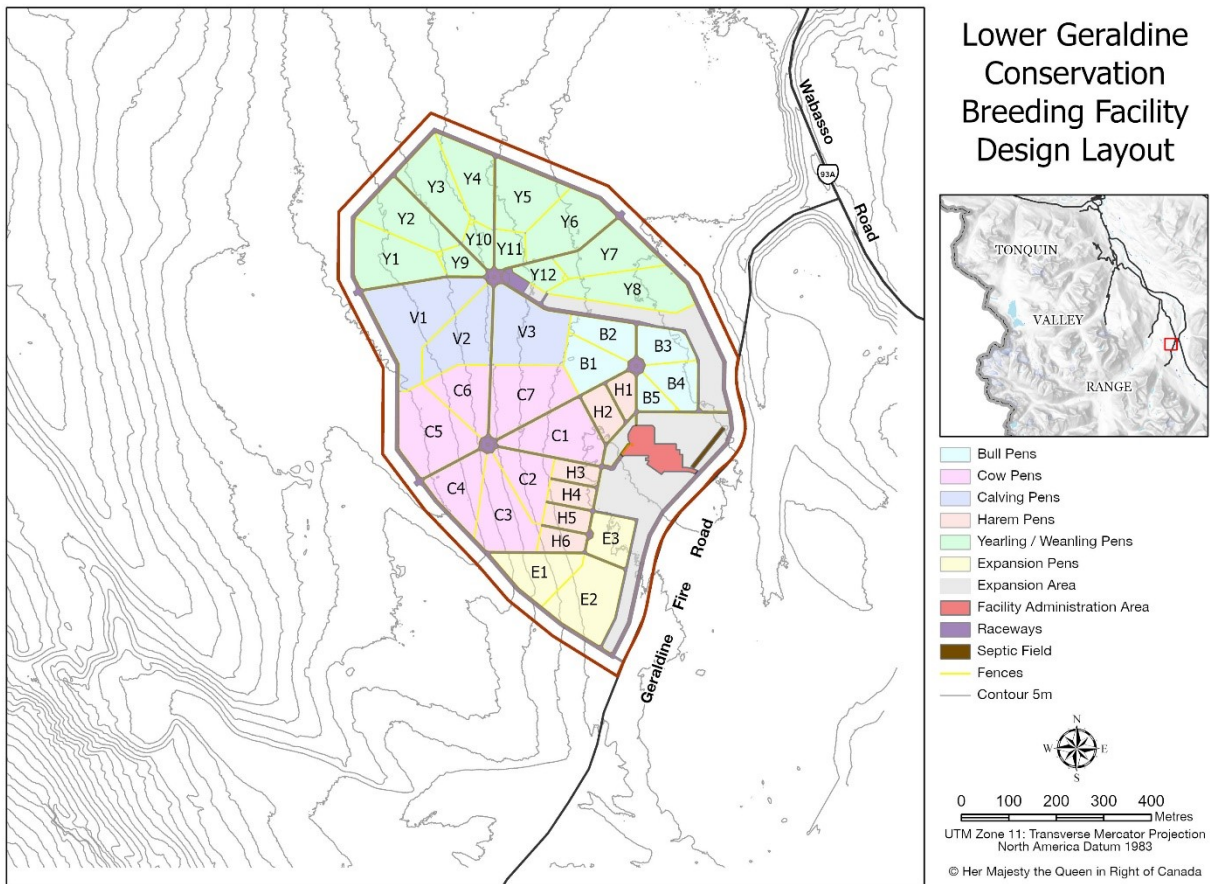 Lower Geraldine
Conservation
Breeding Facility
Design Layout
Wabasso
Road
93A
Y3
Y4
Y5
Y2
Y6
Y10
Y11
Y7
Y1
Y9
Y12
Y8
V1
V2
V3
B2
B3
B1
B4
C6
C7
H1
B5
H2
C5
C1
H3
C4
C2
H4
C3
H5
H6
E3
E1
E2
Geraldine Fire Road
TONQUIN
VALLEY
RANGE
Bull Pens
Cow Pens
Calving Pens
Harem Pens
Yearling / Weanling Pens
Expansion Pens
Expansion Area
Facility Administration Area
Raceways
Septic Field
Fences
Contour 5m
N
W E
S
0 100 200 300 400
Metres
UTM Zone 11: Transverse Mercator Projection
North America Datum 1983
© Her Majesty the Queen in Right of Canada